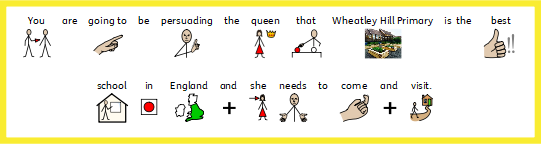 You are going to be persuading the queen that Wheatley Hill Primary is the best
school in England and she needs to come and visit.